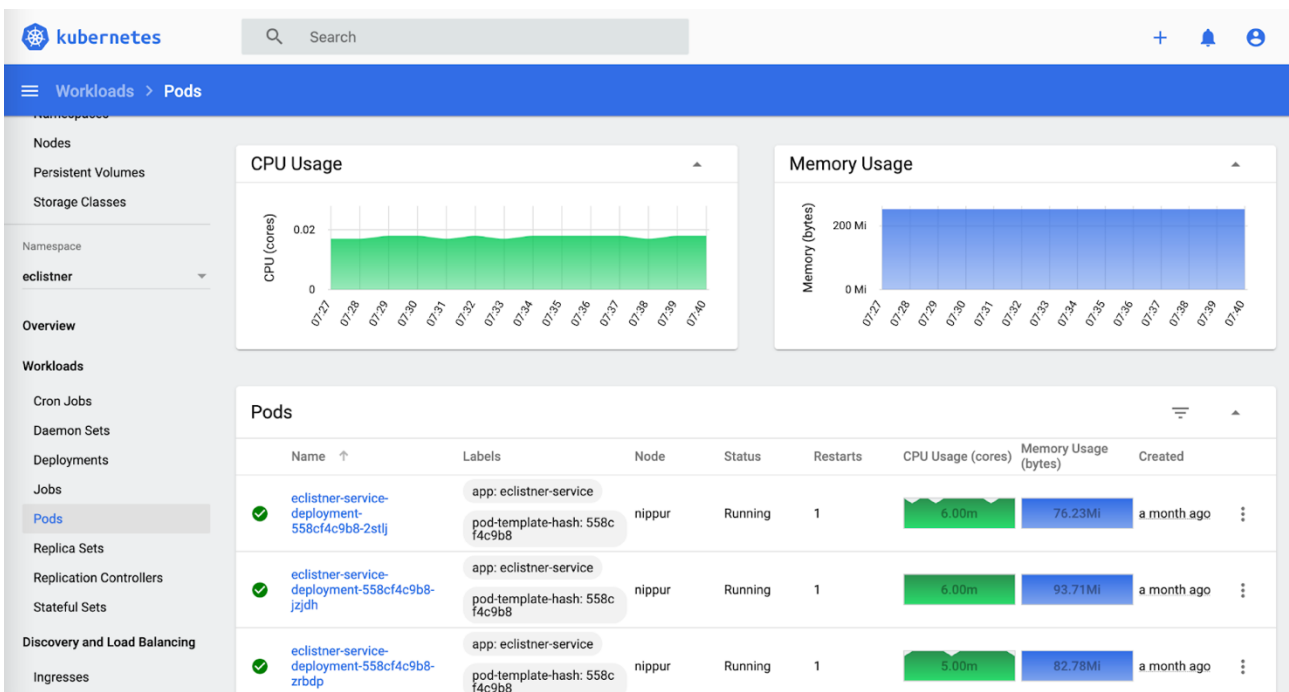 kubernetes
Search
Workloads > Pods
Namespaces
Nodes
Persistent Volumes
Storage Classes
Namespace
eclistner
Overview
Workloads
Cron Jobs
Daemon Sets
Deployments
Jobs
Pods
Replica Sets
Replication Controllers
Stateful Sets
Discovery and Load Balancing
Ingresses
CPU Usage
CPU (cores)
0.02
0
07:27 07:28 07:29 07:30 07:31 07:32 07:33 07:34 07:35 07:36 07:37 07:38 07:39 07:40
Memory Usage
Memory (bytes)
200 Mi
0 Mi
07:27 07:28 07:29 07:30 07:31 07:32 07:33 07:34 07:35 07:36 07:37 07:38 07:39 07:40
Pods
Name Labels Node Status Restarts CPU Usage (cores) Memory Usage (bytes) Created
eclistner-service-
deployment-
558cf4c9b8-2stlj
app: eclistner-service
pod-template-hash: 558c
f4c9b8
nippur Running 1 6.00m 76.23Mi a month ago
eclistner-service-
deployment-558cf4c9b8-
jzjdh
app: eclistner-service
pod-template-hash: 558c
f4c9b8
nippur Running 1 6.00m 93.71Mi a month ago
eclistner-service-
deployment-558cf4c9b8-
zrbdp
app: eclistner-service
pod-template-hash: 558c
f4c9b8
nippur Running 1 5.00m 82.78Mi a month ago